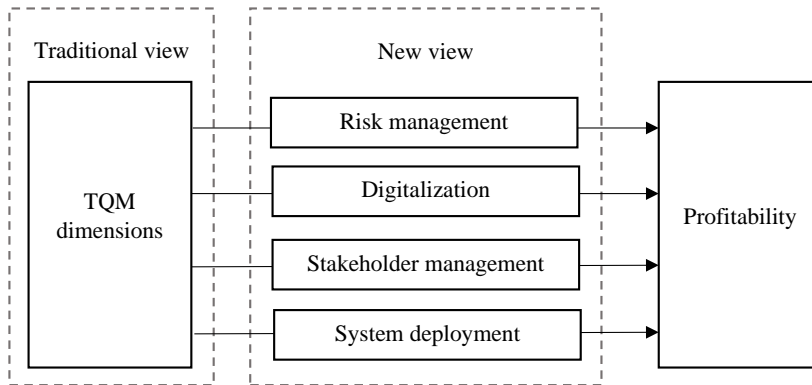 Traditional view
New view
TQM
dimensions
Risk management
Digitalization
Stakeholder management
System deployment
Profitability